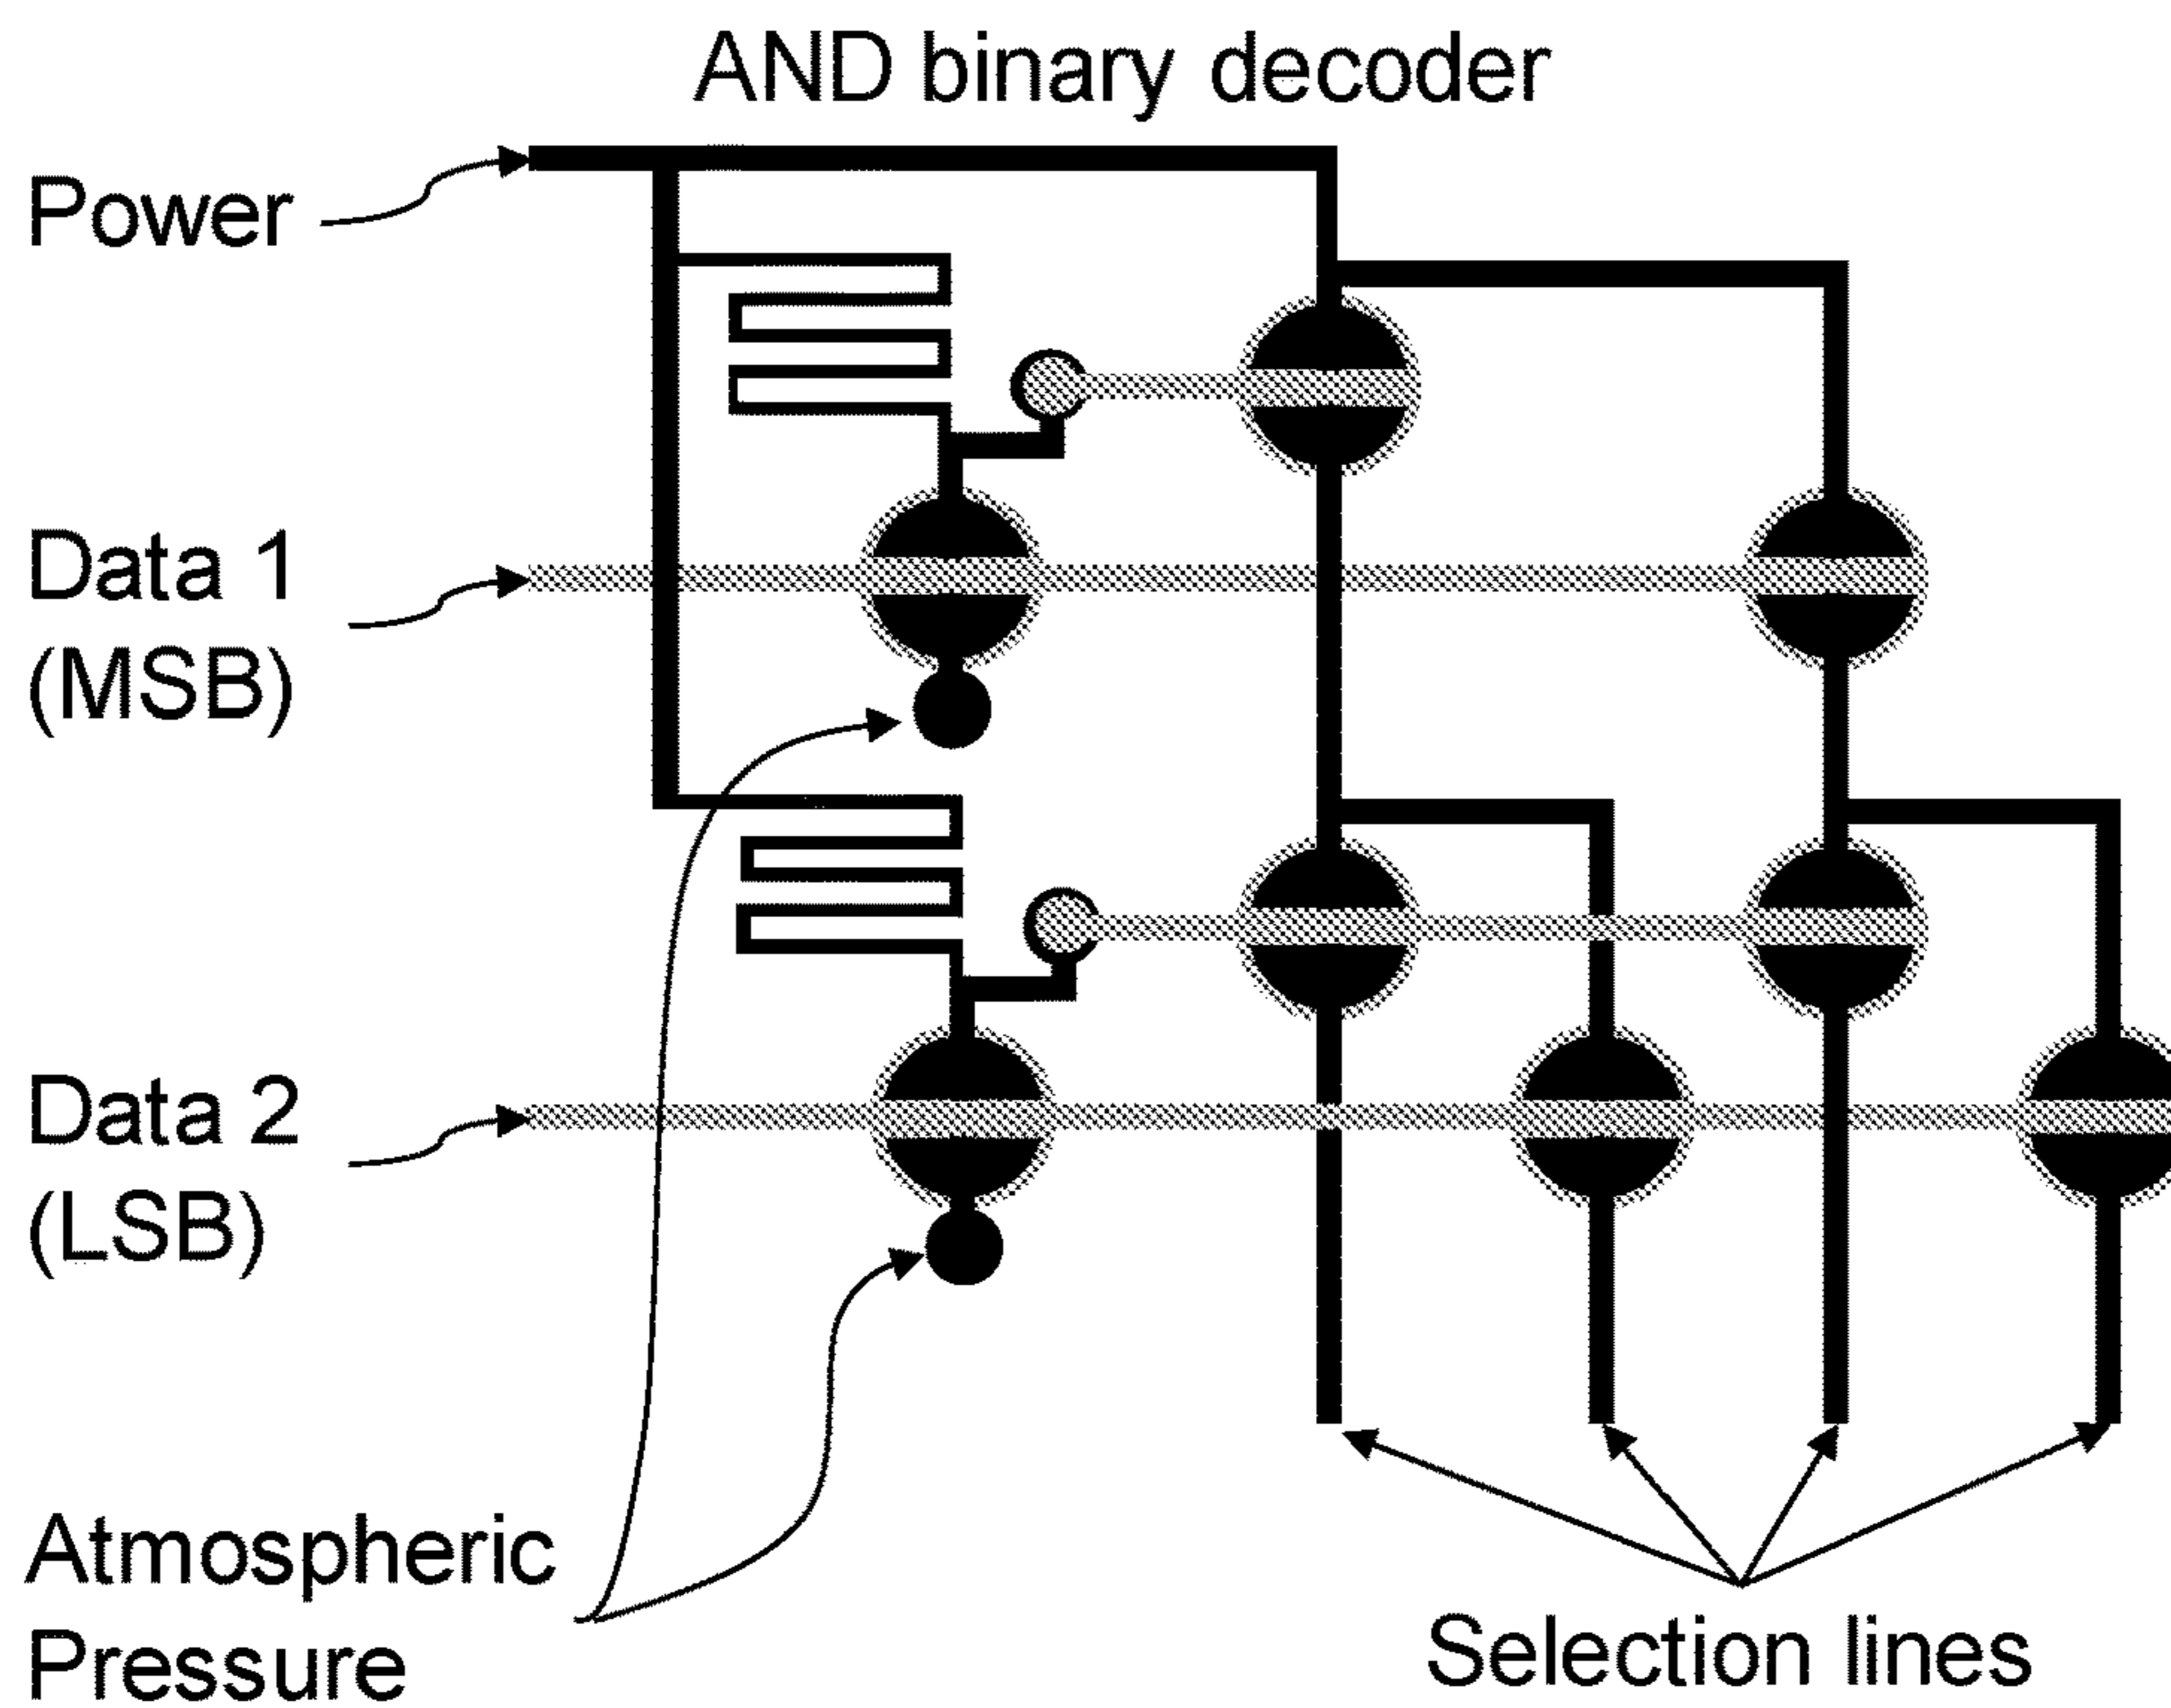 AND binary decoder
Power
Data 1
(MSB)
Data 2
(LSB)
Atmospheric
Pressure
Selection lines